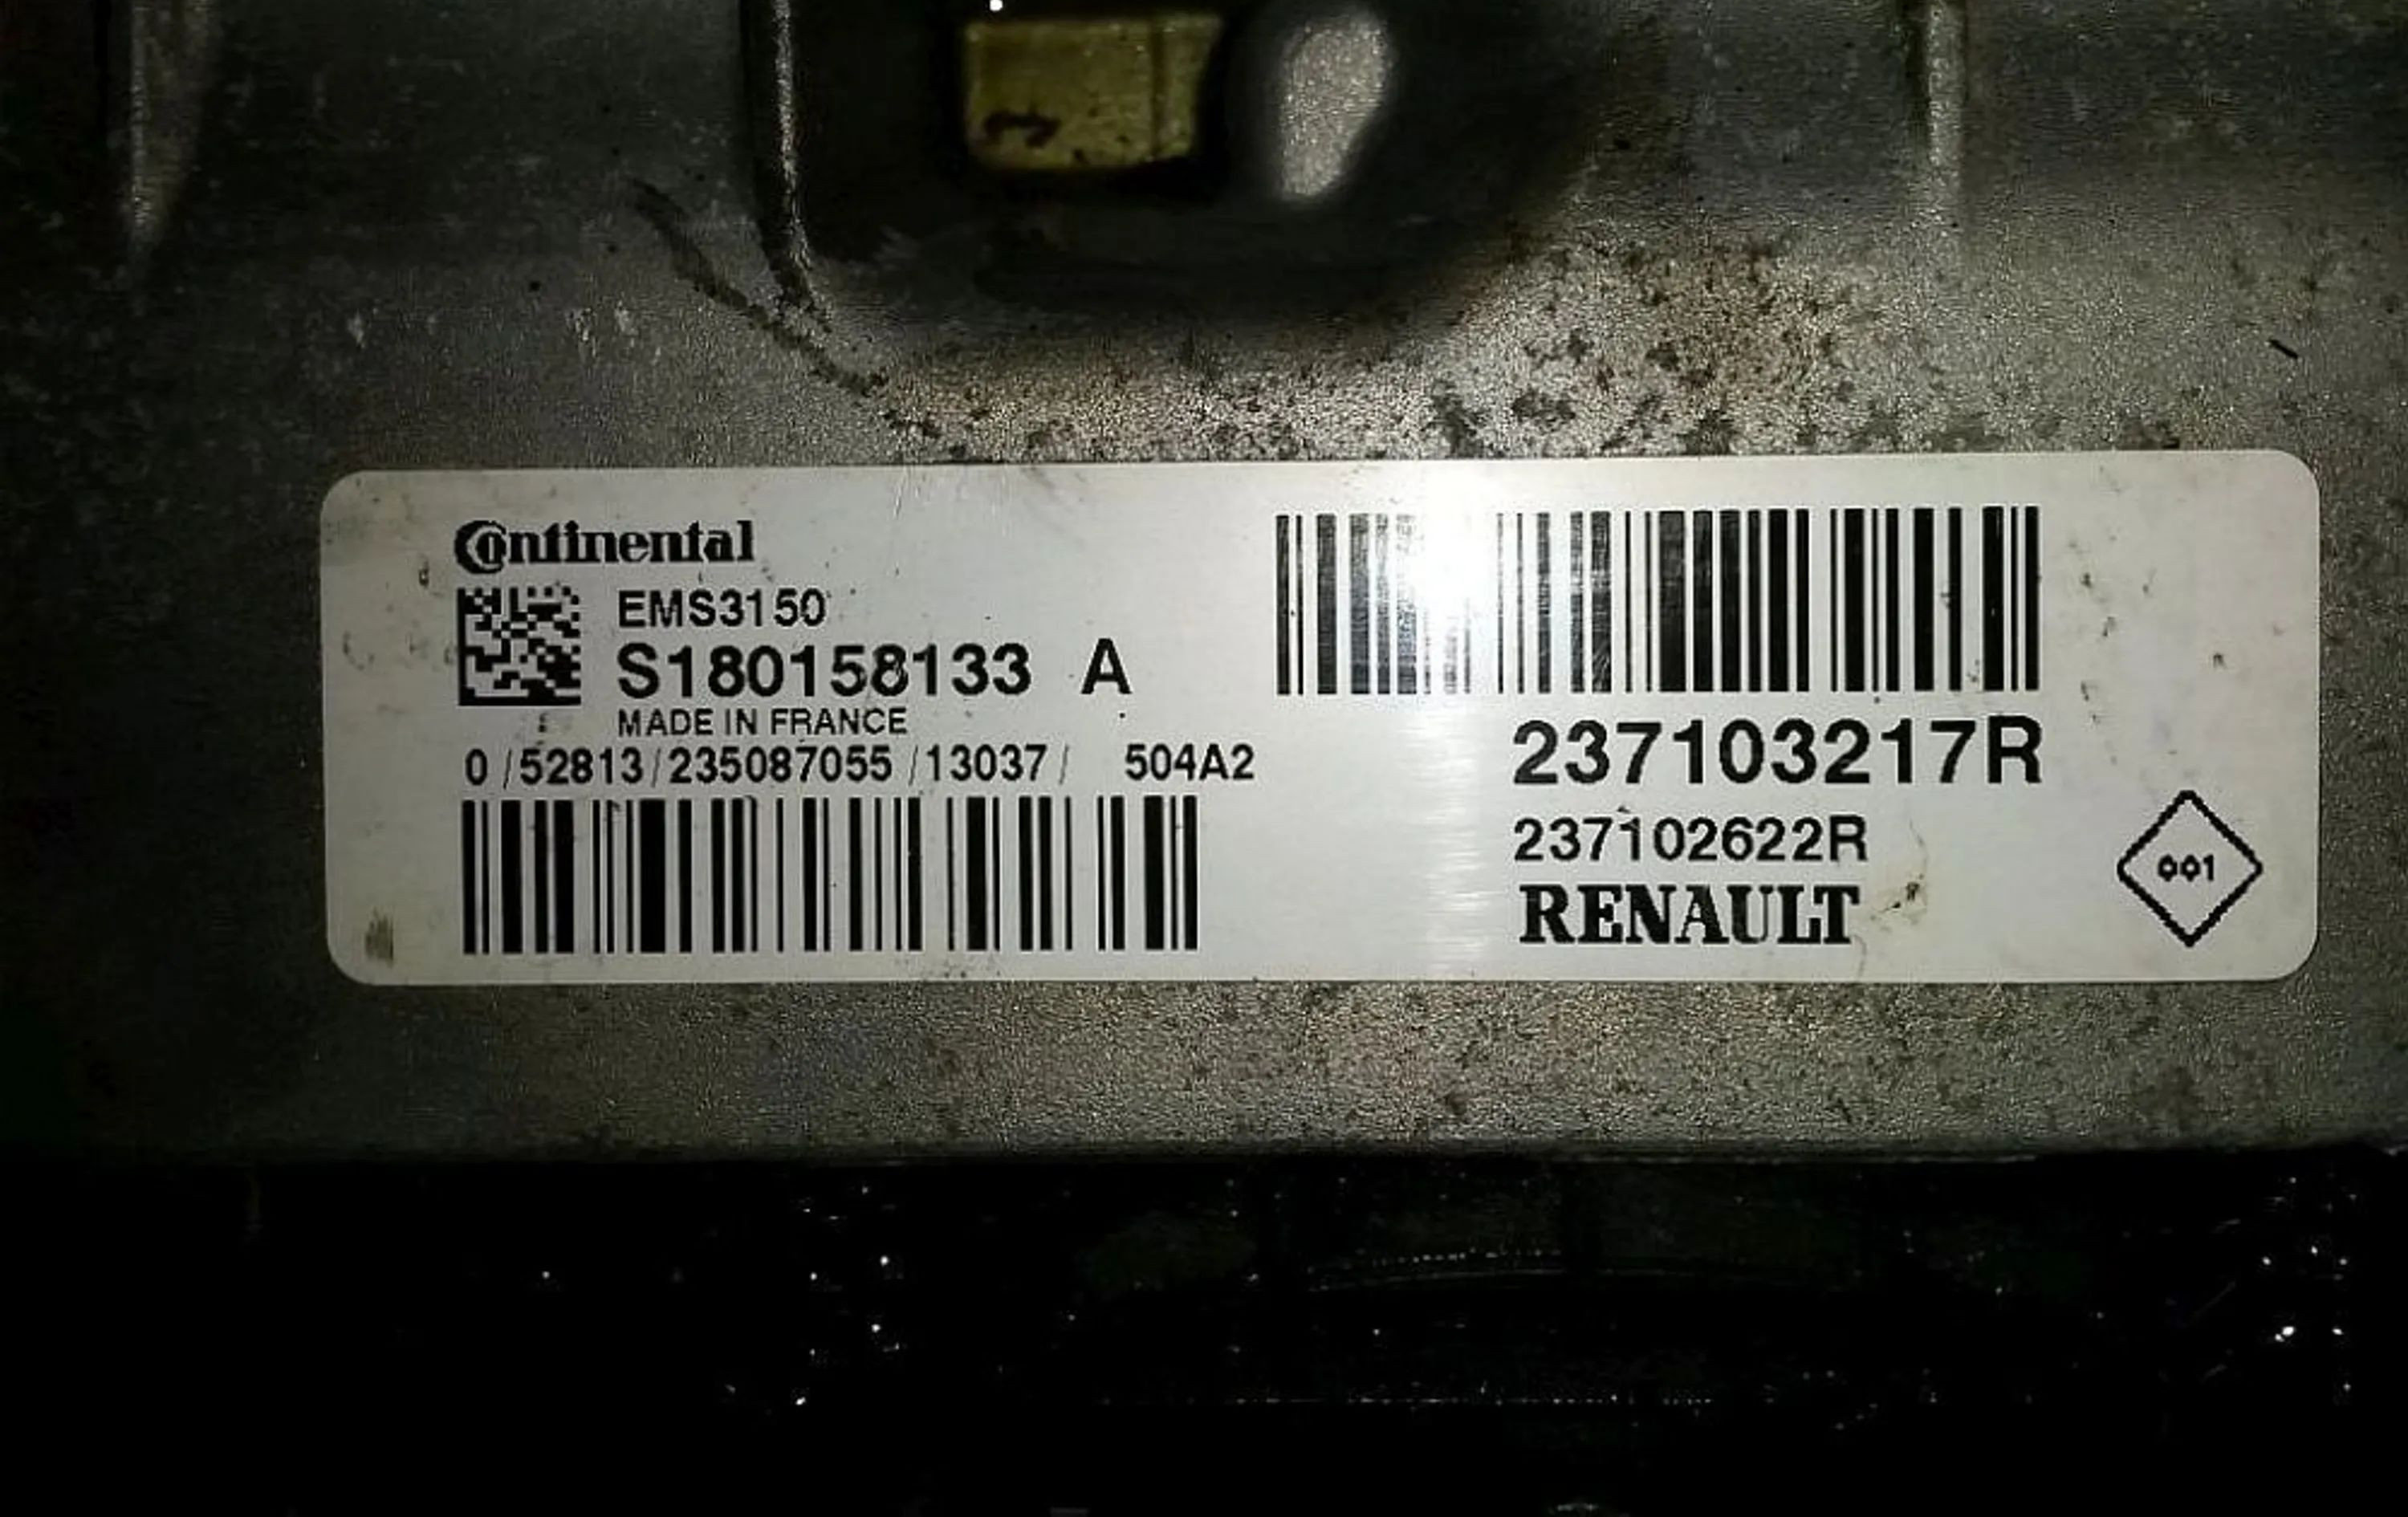 Continental
EMS3150
S180158133 A
MADE IN FRANCE
0/52813/235087055/13037/ 504A2
237103217R
237102622R
RENAULT
001